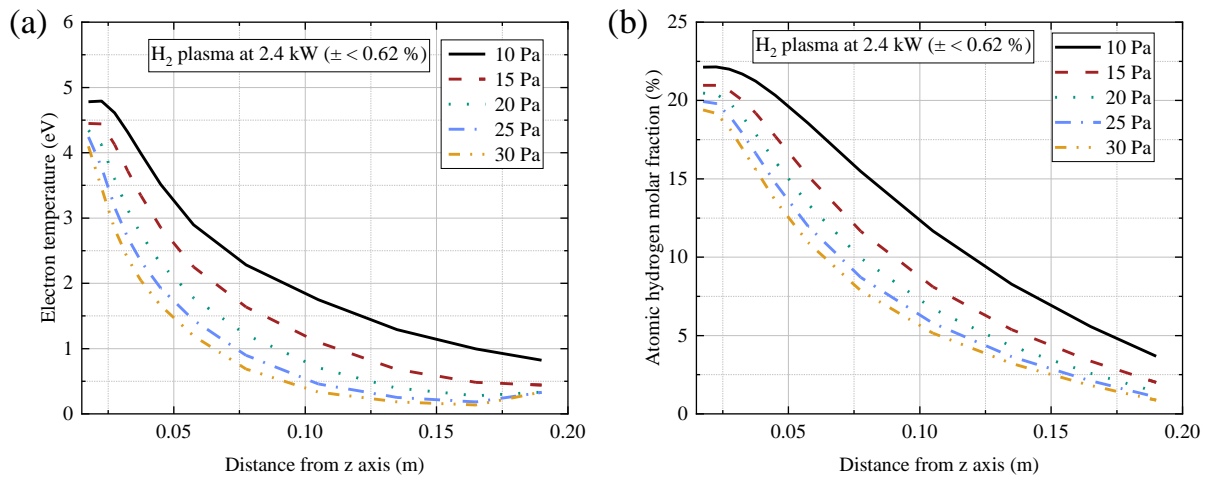 (a)
H₂ plasma at 2.4 kW (± < 0.62 %)
10 Pa
15 Pa
20 Pa
25 Pa
30 Pa
Electron temperature (eV)
6
5
4
3
2
1
0
0.05
0.10
0.15
0.20
Distance from z axis (m)
(b)
H₂ plasma at 2.4 kW (± < 0.62 %)
10 Pa
15 Pa
20 Pa
25 Pa
30 Pa
Atomic hydrogen molar fraction (%)
25
20
15
10
5
0
0.05
0.10
0.15
0.20
Distance from z axis (m)